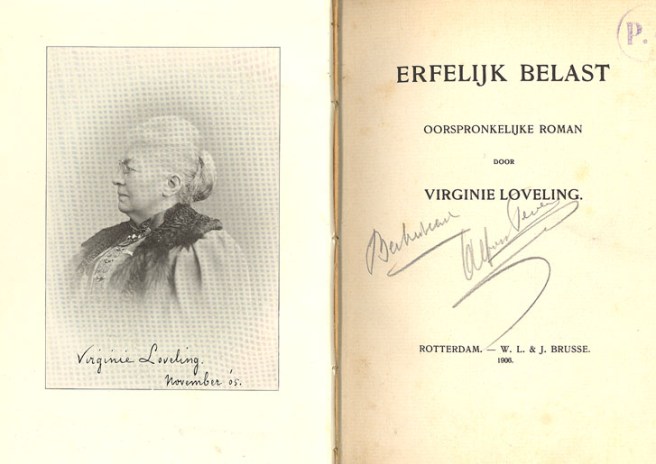 Virginie Loveling.
November '05.
P.
ERFELIJK BELAST
OORSPRONKELIJKE ROMAN
DOOR
VIRGINIE LOVELING.
ROTTERDAM. — W. L. & J. BRUSSE.
1906.